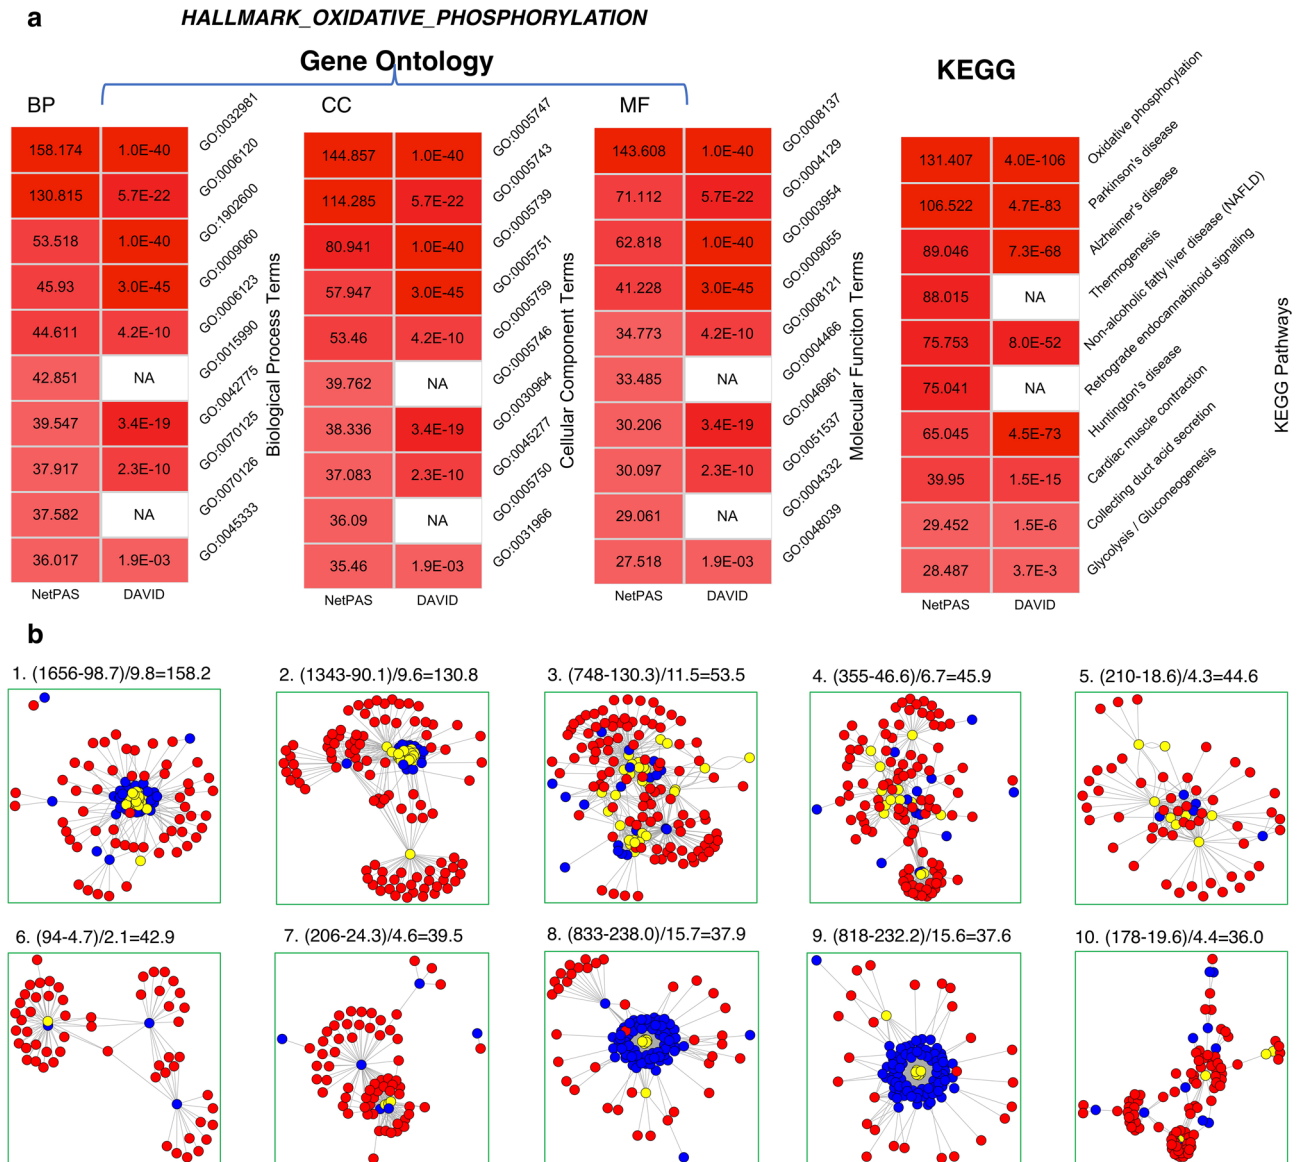 a
HALLMARK_OXIDATIVE_PHOSPHORYLATION
Gene Ontology
KEGG
BP
158.174 1.0E-40 GO:0032981
130.815 5.7E-22 GO:0006120
53.518 1.0E-40 GO:1902600
45.93 3.0E-45 GO:0009060
44.611 4.2E-10 GO:0006123
42.851 NA GO:0015990
39.547 3.4E-19 GO:0042775
37.917 2.3E-10 GO:0070125
37.582 NA GO:0070126
36.017 1.9E-03 GO:0045333
NetPAS DAVID
Biological Process Terms
CC
144.857 1.0E-40 GO:0005747
114.285 5.7E-22 GO:0005743
80.941 1.0E-40 GO:0005739
57.947 3.0E-45 GO:0005751
53.46 4.2E-10 GO:0005759
39.762 NA GO:0005746
38.336 3.4E-19 GO:0030964
37.083 2.3E-10 GO:0045277
36.09 NA GO:0005750
35.46 1.9E-03 GO:0031966
NetPAS DAVID
Cellular Component Terms
MF
143.608 1.0E-40 GO:0008137
71.112 5.7E-22 GO:0004129
62.818 1.0E-40 GO:0003954
41.228 3.0E-45 GO:0009055
34.773 4.2E-10 GO:0008121
33.485 NA GO:0004466
30.206 3.4E-19 GO:0046961
30.097 2.3E-10 GO:0051537
29.061 NA GO:0004332
27.518 1.9E-03 GO:0048039
NetPAS DAVID
Molecular Funciton Terms
131.407 4.0E-106 Oxidative phosphorylation
106.522 4.7E-83 Parkinson's disease
89.046 7.3E-68 Alzheimer's disease
88.015 NA Thermogenesis
75.753 8.0E-52 Non-alcoholic fatty liver disease (NAFLD)
75.041 NA Retrograde endocannabinoid signaling
65.045 4.5E-73 Huntington's disease
39.95 1.5E-15 Cardiac muscle contraction
29.452 1.5E-6 Collecting duct acid secretion
28.487 3.7E-3 Glycolysis / Gluconeogenesis
NetPAS DAVID
KEGG Pathways
b
1. (1656-98.7)/9.8=158.2
2. (1343-90.1)/9.6=130.8
3. (748-130.3)/11.5=53.5
4. (355-46.6)/6.7=45.9
5. (210-18.6)/4.3=44.6
6. (94-4.7)/2.1=42.9
7. (206-24.3)/4.6=39.5
8. (833-238.0)/15.7=37.9
9. (818-232.2)/15.6=37.6
10. (178-19.6)/4.4=36.0